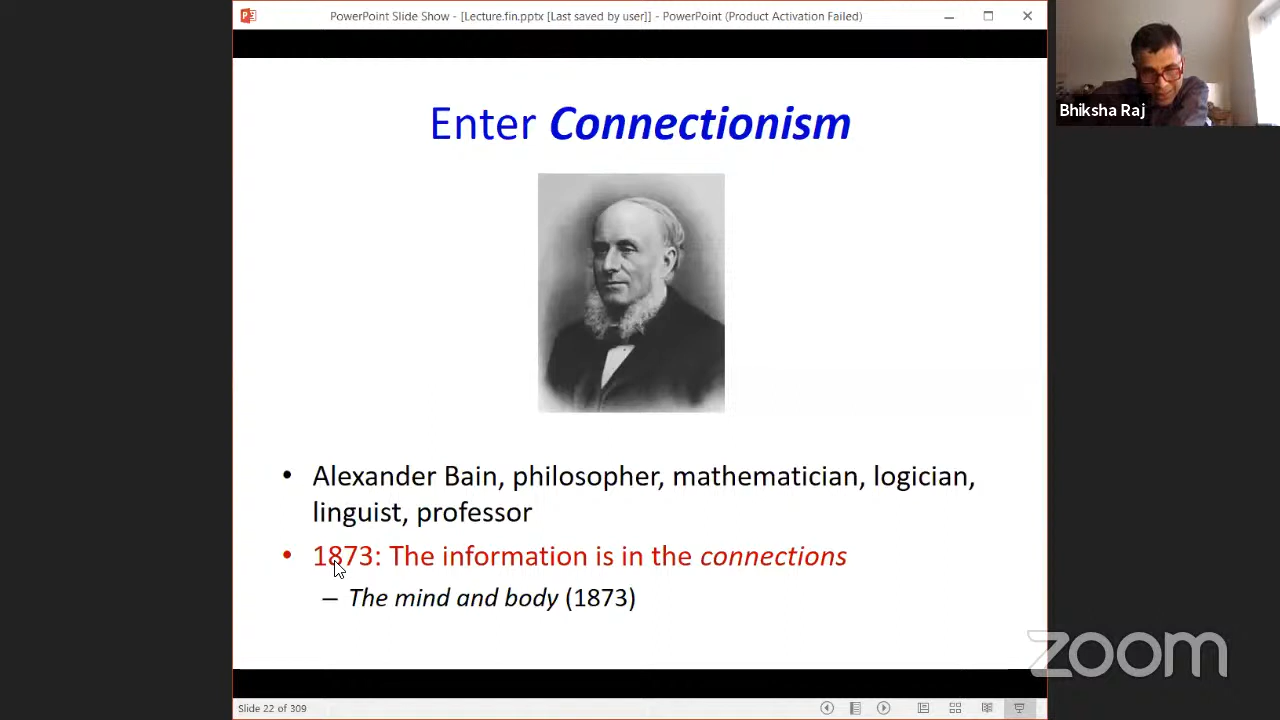 PowerPoint Slide Show - [Lecture.fin.pptx [Last saved by user]] - PowerPoint (Product Activation Failed)
Bhiksha Raj
Enter Connectionism
• Alexander Bain, philosopher, mathematician, logician,
linguist, professor
• 1873: The information is in the connections
– The mind and body (1873)
zoom
Slide 22 of 309